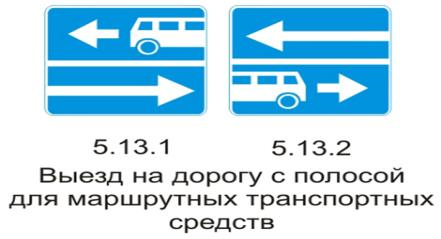 5.13.1 5.13.2
Выезд на дорогу с полосой
для маршрутных транспортных
средств